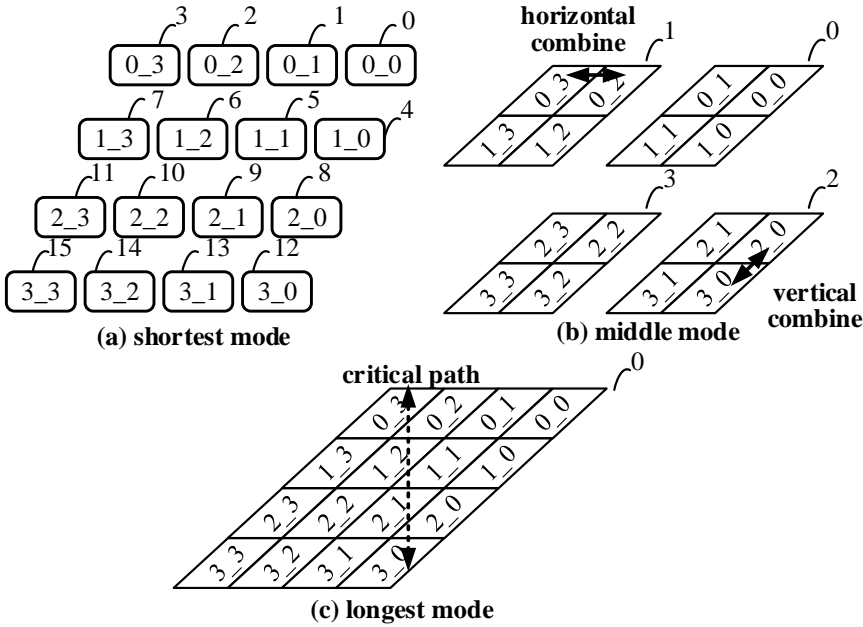 3 2 1 0
0_3 0_2 0_1 0_0
7 6 5 4
1_3 1_2 1_1 1_0
11 10 9 8
2_3 2_2 2_1 2_0
15 14 13 12
3_3 3_2 3_1 3_0
(a) shortest mode
horizontal
combine
1 0
0_3 0_2 0_1 0_0
1_3 1_2 1_1 1_0
3 2
2_3 2_2 2_1 2_0
3_3 3_2 3_1 3_0
vertical
combine
(b) middle mode
critical path
0
0_3 0_2 0_1 0_0
1_3 1_2 1_1 1_0
2_3 2_2 2_1 2_0
3_3 3_2 3_1 3_0
(c) longest mode